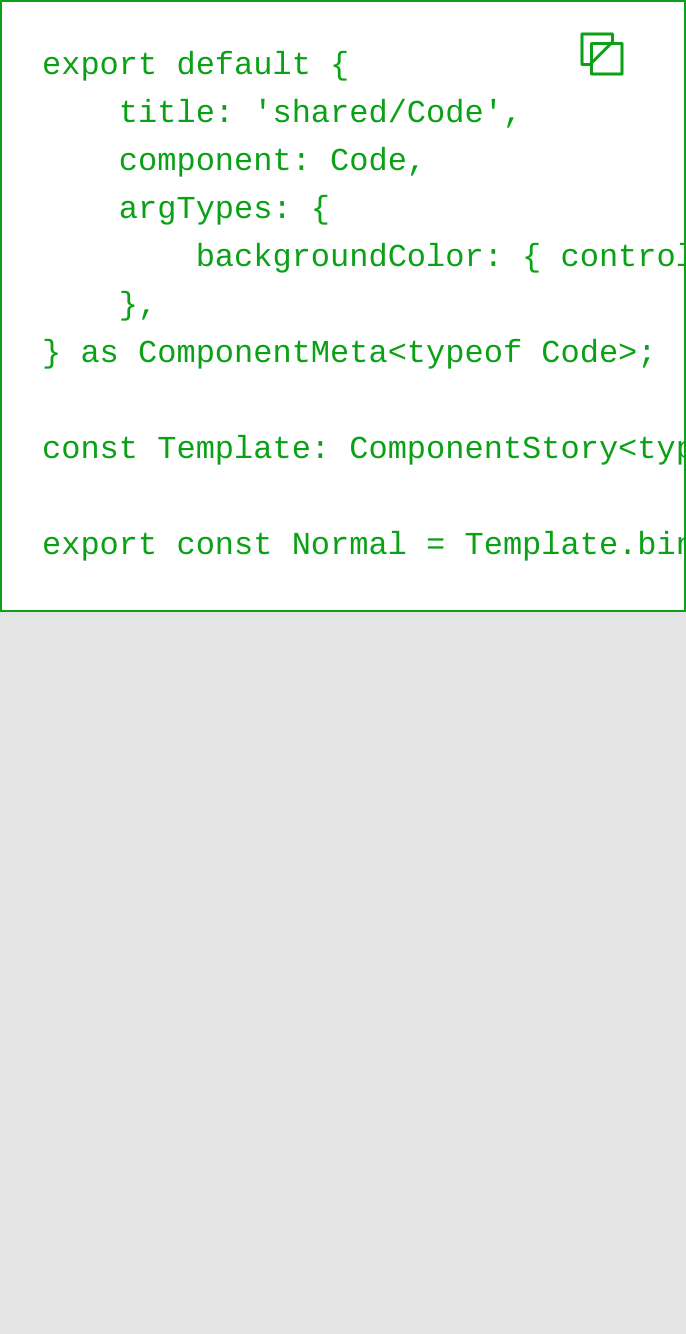 export default {
    title: 'shared/Code',
    component: Code,
    argTypes: {
        backgroundColor: { control
    },
} as ComponentMeta<typeof Code>;
const Template: ComponentStory<typ
export const Normal = Template.bin